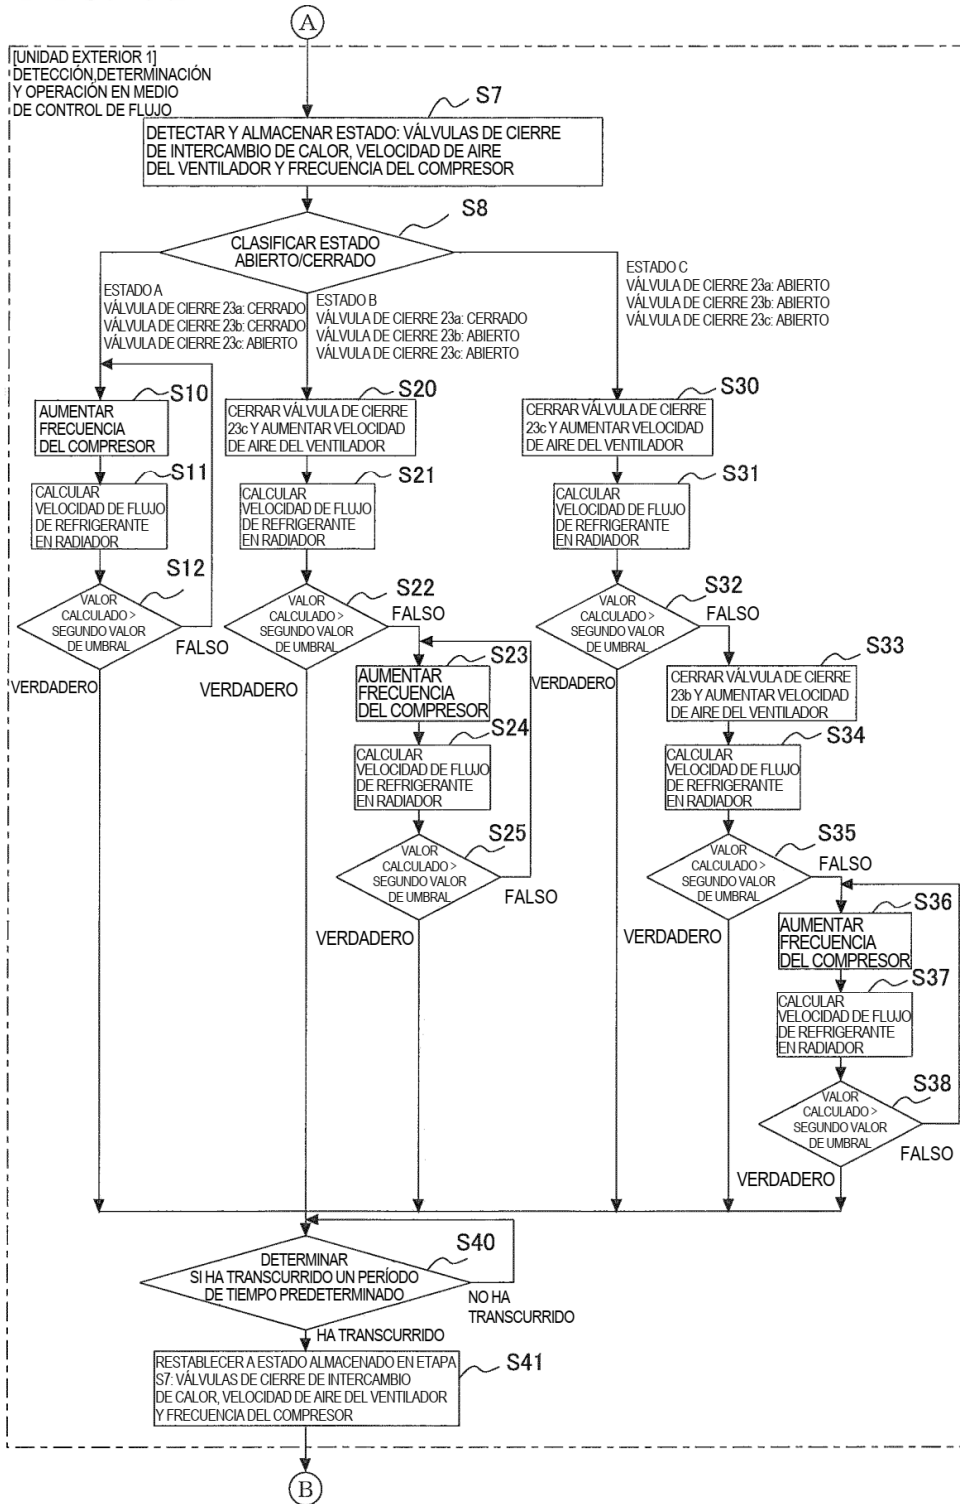 A
[UNIDAD EXTERIOR 1]
DETECCIÓN,DETERMINACIÓN
Y OPERACIÓN EN MEDIO
DE CONTROL DE FLUJO
S7
DETECTAR Y ALMACENAR ESTADO: VÁLVULAS DE CIERRE
DE INTERCAMBIO DE CALOR, VELOCIDAD DE AIRE
DEL VENTILADOR Y FRECUENCIA DEL COMPRESOR
S8
CLASIFICAR ESTADO
ABIERTO/CERRADO
ESTADO A
VÁLVULA DE CIERRE 23a: CERRADO
VÁLVULA DE CIERRE 23b: CERRADO
VÁLVULA DE CIERRE 23c: ABIERTO
ESTADO B
VÁLVULA DE CIERRE 23a: CERRADO
VÁLVULA DE CIERRE 23b: ABIERTO
VÁLVULA DE CIERRE 23c: ABIERTO
ESTADO C
VÁLVULA DE CIERRE 23a: ABIERTO
VÁLVULA DE CIERRE 23b: ABIERTO
VÁLVULA DE CIERRE 23c: ABIERTO
S10
AUMENTAR
FRECUENCIA
DEL COMPRESOR
S11
CALCULAR
VELOCIDAD DE FLUJO
DE REFRIGERANTE
EN RADIADOR
S12
VALOR
CALCULADO >
SEGUNDO VALOR
DE UMBRAL
FALSO
VERDADERO
S20
CERRAR VÁLVULA DE CIERRE
23c Y AUMENTAR VELOCIDAD
DE AIRE DEL VENTILADOR
S21
CALCULAR
VELOCIDAD DE FLUJO
DE REFRIGERANTE
EN RADIADOR
S22
VALOR
CALCULADO >
SEGUNDO VALOR
DE UMBRAL
FALSO
VERDADERO
S23
AUMENTAR
FRECUENCIA
DEL COMPRESOR
S24
CALCULAR
VELOCIDAD DE FLUJO
DE REFRIGERANTE
EN RADIADOR
S25
VALOR
CALCULADO >
SEGUNDO VALOR
DE UMBRAL
FALSO
VERDADERO
S30
CERRAR VÁLVULA DE CIERRE
23c Y AUMENTAR VELOCIDAD
DE AIRE DEL VENTILADOR
S31
CALCULAR
VELOCIDAD DE FLUJO
DE REFRIGERANTE
EN RADIADOR
S32
VALOR
CALCULADO >
SEGUNDO VALOR
DE UMBRAL
FALSO
VERDADERO
S33
CERRAR VÁLVULA DE CIERRE
23b Y AUMENTAR VELOCIDAD
DE AIRE DEL VENTILADOR
S34
CALCULAR
VELOCIDAD DE FLUJO
DE REFRIGERANTE
EN RADIADOR
S35
VALOR
CALCULADO >
SEGUNDO VALOR
DE UMBRAL
FALSO
VERDADERO
S36
AUMENTAR
FRECUENCIA
DEL COMPRESOR
S37
CALCULAR
VELOCIDAD DE FLUJO
DE REFRIGERANTE
EN RADIADOR
S38
VALOR
CALCULADO >
SEGUNDO VALOR
DE UMBRAL
FALSO
VERDADERO
S40
DETERMINAR
SI HA TRANSCURRIDO UN PERÍODO
DE TIEMPO PREDETERMINADO
NO HA
TRANSCURRIDO
HA TRANSCURRIDO
S41
RESTABLECER A ESTADO ALMACENADO EN ETAPA
S7: VÁLVULAS DE CIERRE DE INTERCAMBIO
DE CALOR, VELOCIDAD DE AIRE DEL VENTILADOR
Y FRECUENCIA DEL COMPRESOR
B